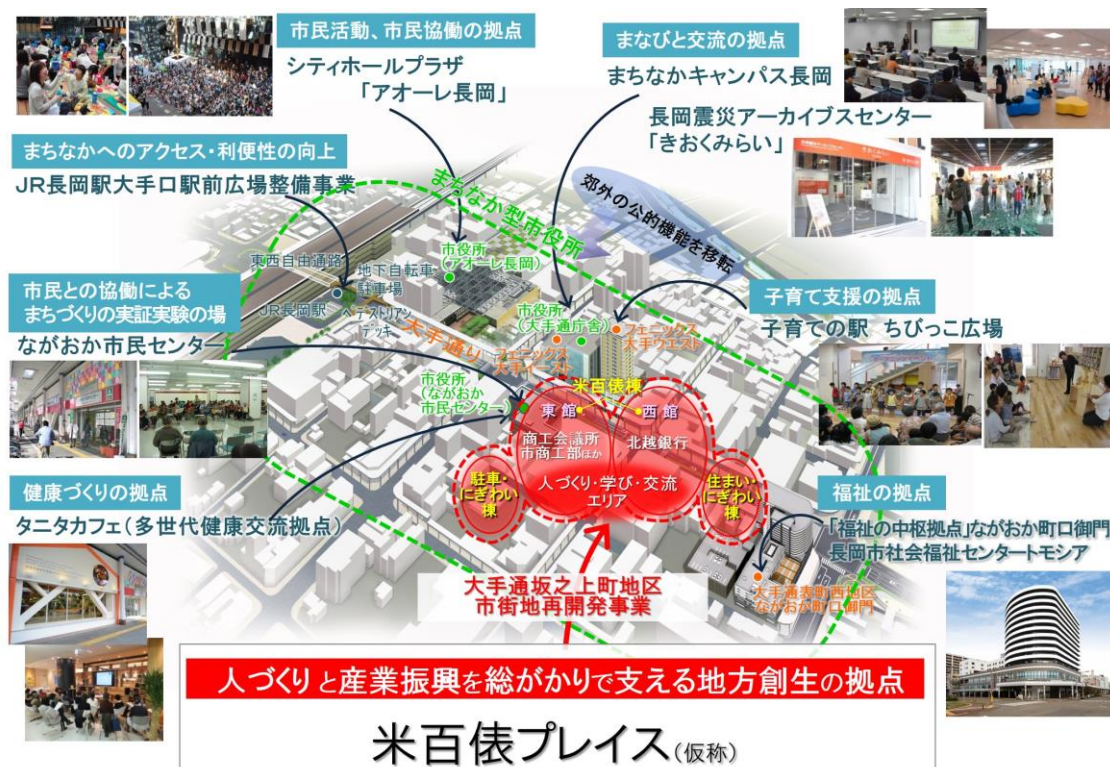 市民活動、市民協働の拠点
シティホールプラザ
「アオーレ長岡」
まなびと交流の拠点
まちなかキャンパス長岡
長岡震災アーカイブスセンター
「きおくみらい」
まちなかへのアクセス・利便性の向上
JR長岡駅大手口駅前広場整備事業
まちなか型市役所
郊外の公的機能を移転
東西自由通路
市役所
(アオーレ長岡)
地下自転車
駐車場
JR長岡駅
ペデストリアン
デッキ
大手通り
市民との協働による
まちづくりの実証実験の場
ながおか市民センター
市役所
(大手通庁舎)
フェニックス
大手ウエスト
フェニックス
大手イースト
子育て支援の拠点
子育ての駅 ちびっこ広場
市役所
(ながおか
市民センター)
米百俵棟
東館
西館
商工会議所
市商工部ほか
北越銀行
人づくり・学び・交流
エリア
駐車・
にぎわい
棟
住まい・
にぎわい
棟
健康づくりの拠点
タニタカフェ(多世代健康交流拠点)
福祉の拠点
「福祉の中枢拠点」ながおか町口御門
長岡市社会福祉センタートモシア
大手通表町西地区
ながおか町口御門
大手通坂之上町地区
市街地再開発事業
人づくりと産業振興を総がかりで支える地方創生の拠点
米百俵プレイス(仮称)